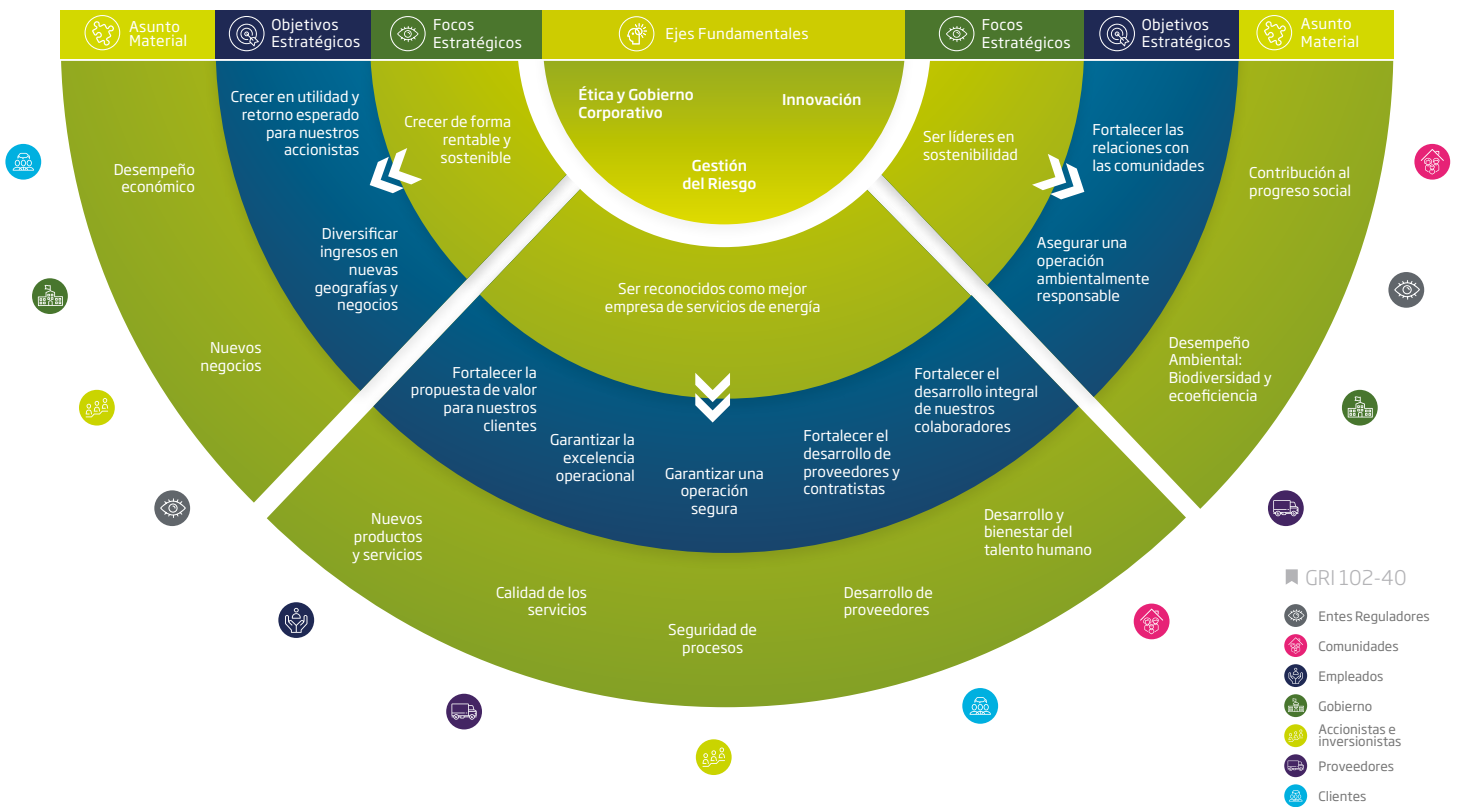 Asunto
Material
Objetivos
Estratégicos
Focos
Estratégicos
Ejes Fundamentales
Focos
Estratégicos
Objetivos
Estratégicos
Asunto
Material
Ética y Gobierno
Corporativo
Innovación
Gestión
del Riesgo
Crecer de forma
rentable y
sostenible
Crecer en utilidad y
retorno esperado
para nuestros
accionistas
Diversificar
ingresos en
nuevas
geografías y
negocios
Desempeño
económico
Nuevos
negocios
Ser reconocidos como mejor
empresa de servicios de energía
Fortalecer la
propuesta de valor
para nuestros
clientes
Garantizar la
excelencia
operacional
Garantizar una
operación
segura
Fortalecer el
desarrollo de
proveedores y
contratistas
Fortalecer el
desarrollo integral
de nuestros
colaboradores
Nuevos
productos
y servicios
Calidad de los
servicios
Seguridad de
procesos
Desarrollo de
proveedores
Desarrollo y
bienestar del
talento humano
Ser líderes en
sostenibilidad
Fortalecer las
relaciones con
las comunidades
Asegurar una
operación
ambientalmente
responsable
Contribución al
progreso social
Desempeño
Ambiental:
Biodiversidad y
ecoeficiencia
GRI 102-40
Entes Reguladores
Comunidades
Empleados
Gobierno
Accionistas e
inversionistas
Proveedores
Clientes